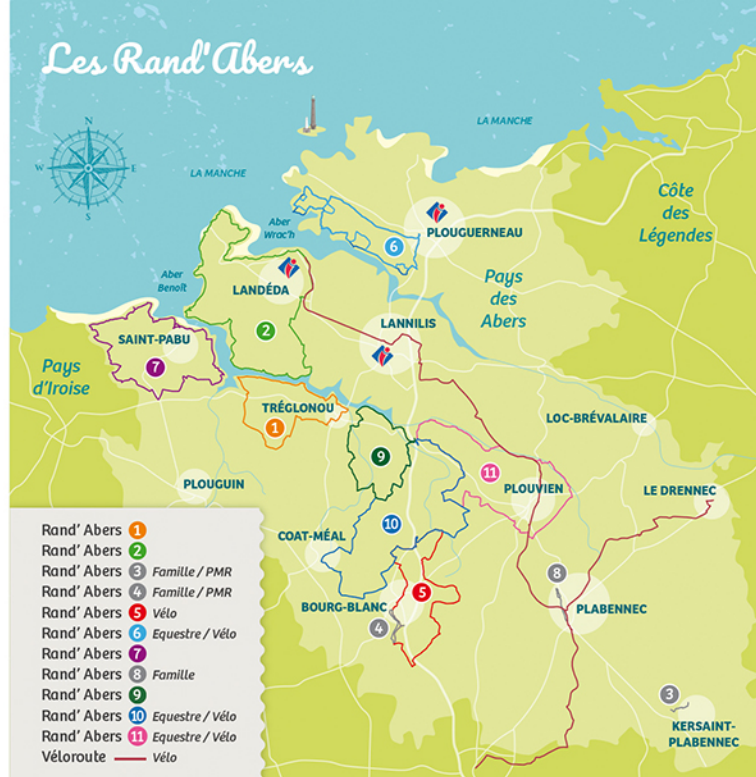 Les Rand'Abers
N
W
E
S
LA MANCHE
LA MANCHE
Côte
des
Légendes
Aber
Wrac'h
PLOUGUERNEAU
6
Aber
Benoît
LANDÉDA
Pays
des
Abers
LANNILIS
2
SAINT-PABU
7
Pays
d'Iroise
TRÉGLONOU
1
LOC-BRÉVALAIRE
9
11
PLOUGUIN
PLOUVIEN
LE DRENNEC
10
COAT-MÉAL
8
5
BOURG-BLANC
PLABENNEC
4
3
KERSAINT-
PLABENNEC
Rand' Abers 1
Rand' Abers 2
Rand' Abers 3 Famille / PMR
Rand' Abers 4 Famille / PMR
Rand' Abers 5 Vélo
Rand' Abers 6 Equestre / Vélo
Rand' Abers 7
Rand' Abers 8 Famille
Rand' Abers 9
Rand' Abers 10 Equestre / Vélo
Rand' Abers 11 Equestre / Vélo
Véloroute Vélo